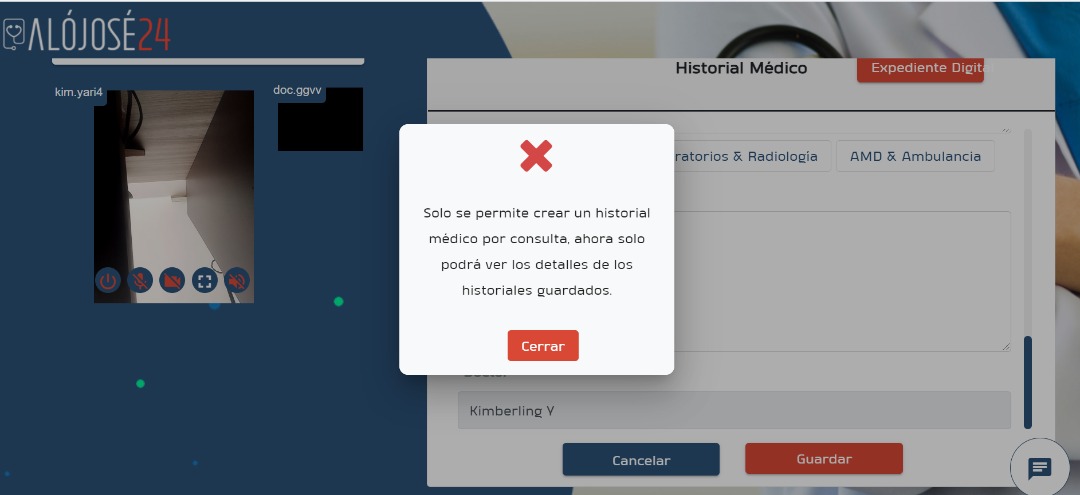 ALÓJOSÉ24
kim.yari4
doc.ggvv
Historial Médico
Expediente Digital
ratorios & Radiología
AMD & Ambulancia
Solo se permite crear un historial
médico por consulta, ahora solo
podrá ver los detalles de los
historiales guardados.
Cerrar
Kimberling Y
Cancelar
Guardar